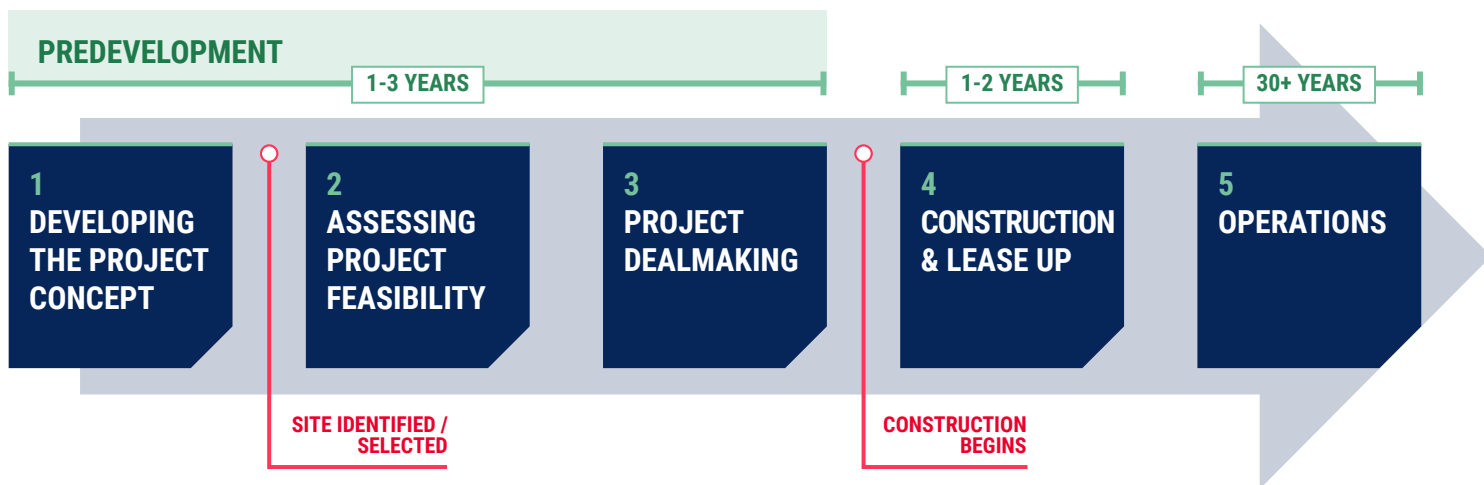 PREDEVELOPMENT
1-3 YEARS
1-2 YEARS
30+ YEARS
1
DEVELOPING
THE PROJECT
CONCEPT
2
ASSESSING
PROJECT
FEASIBILITY
3
PROJECT
DEALMAKING
4
CONSTRUCTION
& LEASE UP
5
OPERATIONS
SITE IDENTIFIED /
SELECTED
CONSTRUCTION
BEGINS